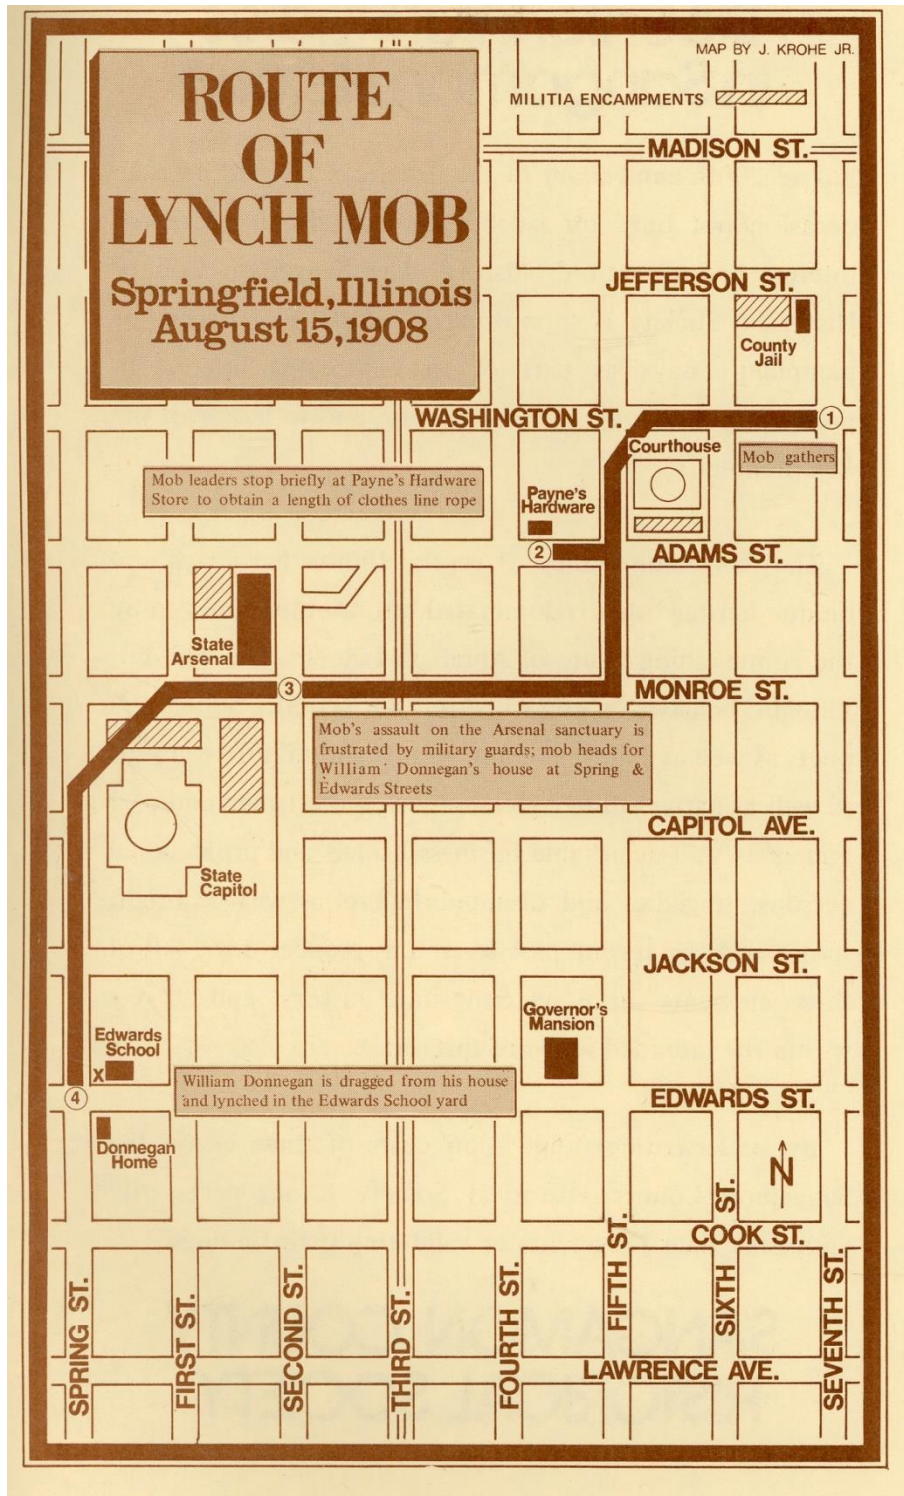 MAP BY J. KROHE JR.
ROUTE
OF
LYNCH MOB
Springfield, Illinois
August 15, 1908
MILITIA ENCAMPMENTS
MADISON ST.
JEFFERSON ST.
County
Jail
WASHINGTON ST.
1
Courthouse
Mob gathers
Mob leaders stop briefly at Payne's Hardware
Store to obtain a length of clothes line rope
Payne's
Hardware
2
ADAMS ST.
State
Arsenal
3
MONROE ST.
Mob's assault on the Arsenal sanctuary is
frustrated by military guards; mob heads for
William Donnegan's house at Spring &
Edwards Streets
CAPITOL AVE.
State
Capitol
JACKSON ST.
Governor's
Mansion
Edwards
School
X
William Donnegan is dragged from his house
and lynched in the Edwards School yard
4
EDWARDS ST.
Donnegan
Home
N
COOK ST.
SPRING ST.
FIRST ST.
SECOND ST.
THIRD ST.
FOURTH ST.
FIFTH ST.
SIXTH ST.
SEVENTH ST.
LAWRENCE AVE.